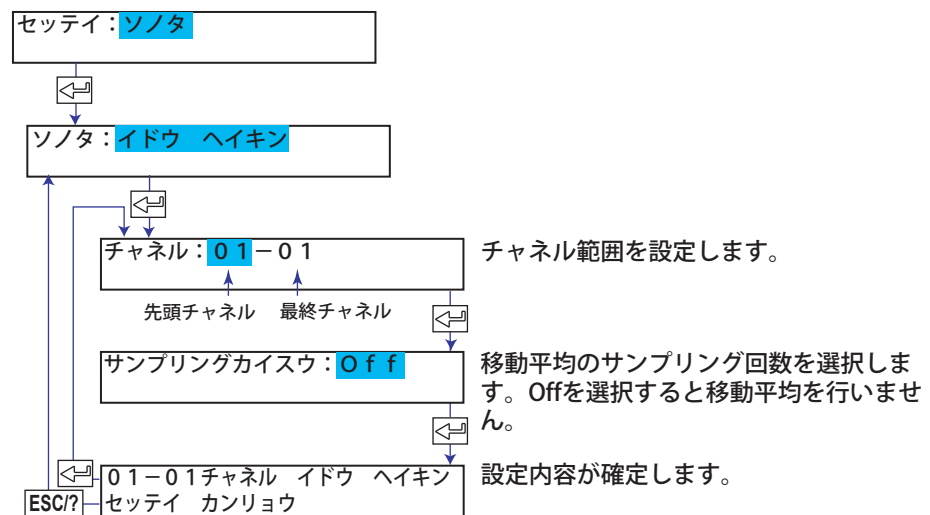 セッテイ：ソノタ
ソノタ：イドウ　ヘイキン
チャネル：０１－０１
チャネル範囲を設定します。
先頭チャネル　最終チャネル
サンプリングカイスウ：Ｏｆｆ
移動平均のサンプリング回数を選択しま
す。Offを選択すると移動平均を行いませ
ん。
０１－０１チャネル　イドウ　ヘイキン
セッテイ　カンリョウ
設定内容が確定します。
ESC/?